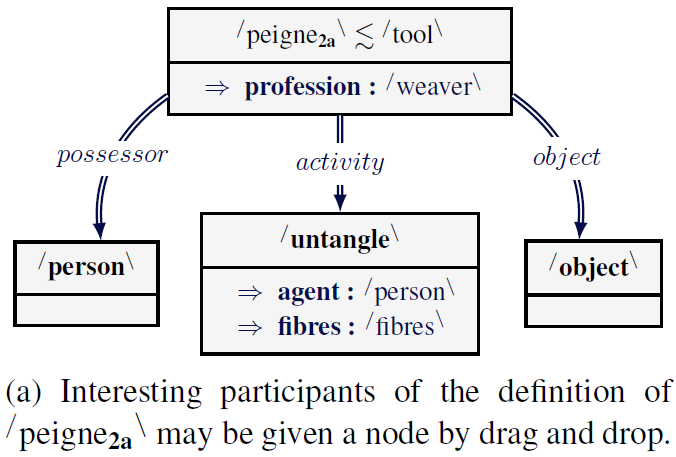 /peigne2a\ ≲ /tool\
⇒ profession : /weaver\
possessor
activity
object
/person\
/untangle\
⇒ agent : /person\
⇒ fibres : /fibres\
/object\
(a) Interesting participants of the definition of
/peigne2a\ may be given a node by drag and drop.